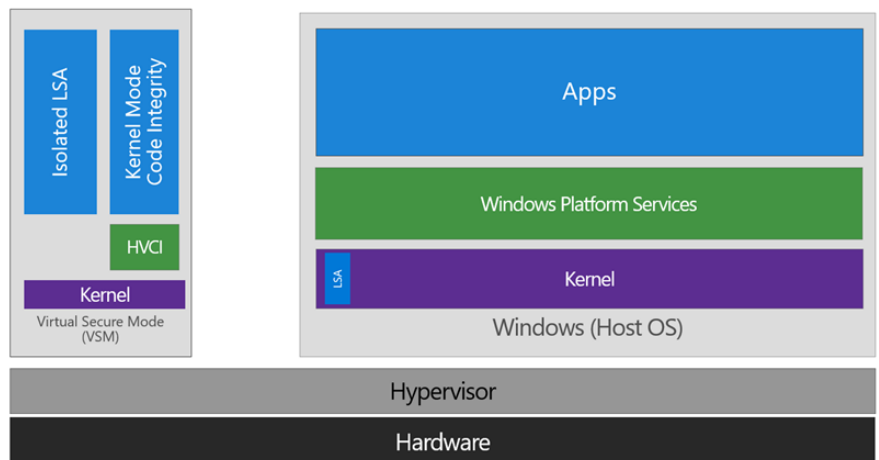 Isolated LSA
Kernel Mode
Code Integrity
HVCI
Kernel
Virtual Secure Mode
(VSM)
Apps
Windows Platform Services
LSA
Kernel
Windows (Host OS)
Hypervisor
Hardware